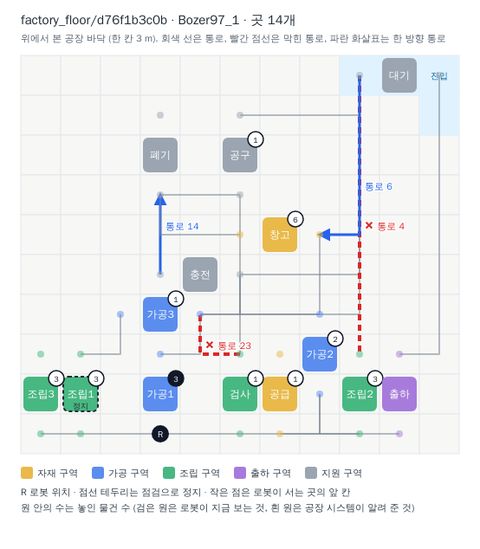 factory_floor/d76f1b3c0b · Bozer97_1 · 곳 14개
위에서 본 공장 바닥 (한 칸 3 m). 회색 선은 통로, 빨간 점선은 막힌 통로, 파란 화살표는 한 방향 통로
대기
전립
폐기
공구
1
통로 6
통로 14
창고
6
✕ 통로 4
충전
가공3
1
✕ 통로 23
가공2
2
조립3
3
조립1
3
정지
가공1
3
검사
1
공급
1
조립2
3
출하
R
자재 구역
가공 구역
조립 구역
출하 구역
지원 구역
R 로봇 위치 · 점선 테두리는 점검으로 정지 · 작은 점은 로봇이 서는 곳의 앞 칸
원 안의 수는 놓인 물건 수 (검은 원은 로봇이 지금 보는 것, 흰 원은 공장 시스템이 알려 준 것)